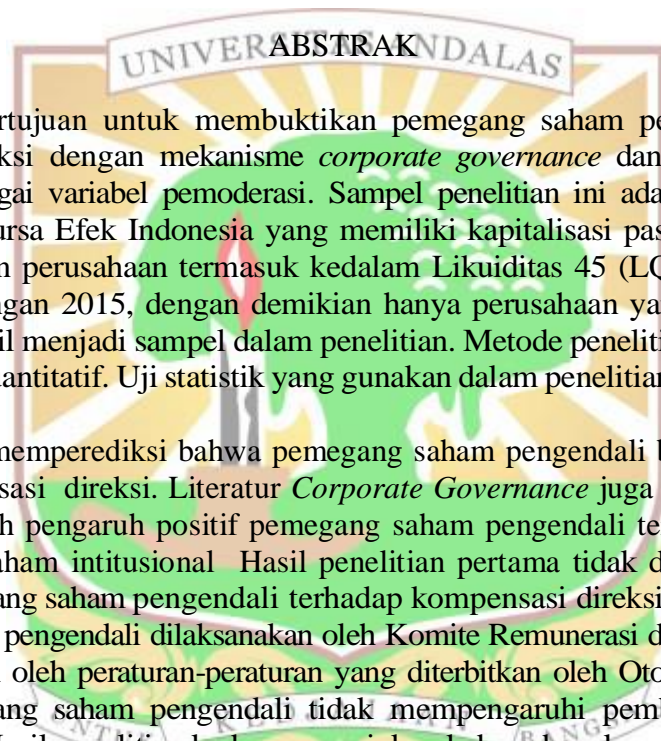 UNIVERSITAS ANDALAS
ABSTRAK
ertujuan untuk membuktikan pemegang saham pe
ksi dengan mekanisme corporate governance dan
gai variabel pemoderasi. Sampel penelitian ini ada
ursa Efek Indonesia yang memiliki kapitalisasi pas
n perusahaan termasuk kedalam Likuiditas 45 (LQ
ngan 2015, dengan demikian hanya perusahaan ya
il menjadi sampel dalam penelitian. Metode peneliti
uantitatif. Uji statistik yang gunakan dalam penelitian
memperediksi bahwa pemegang saham pengendali b
sasi direksi. Literatur Corporate Governance juga
h pengaruh positif pemegang saham pengendali te
aham intitusional Hasil penelitian pertama tidak d
ang saham pengendali terhadap kompensasi direksi
pengendali dilaksanakan oleh Komite Remunerasi d
oleh peraturan-peraturan yang diterbitkan oleh Oto
ang saham pengendali tidak mempengaruhi pemb